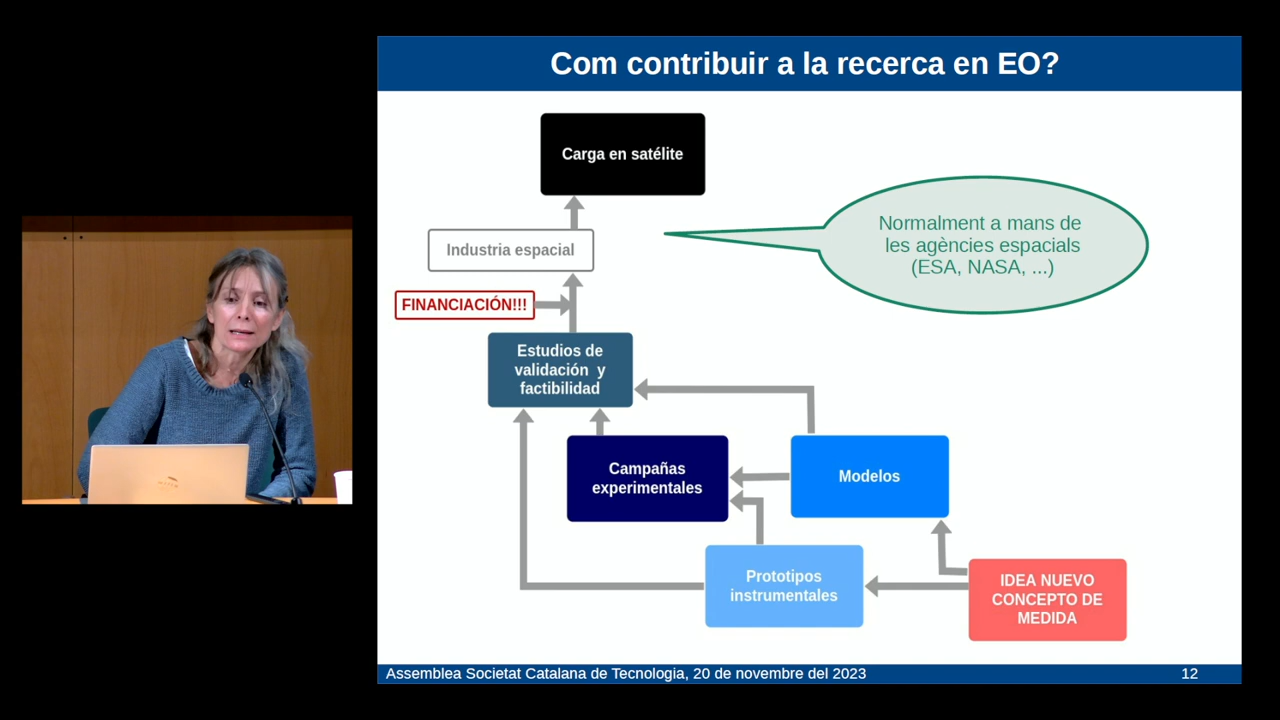 Com contribuir a la recerca en EO?
Carga en satélite
Normalment a mans de
les agències espacials
(ESA, NASA, ...)
Industria espacial
FINANCIACIÓN!!!
Estudios de
validación y
factibilidad
Campañas
experimentales
Modelos
Prototipos
instrumentales
IDEA NUEVO
CONCEPTO DE
MEDIDA
Assemblea Societat Catalana de Tecnologia, 20 de novembre del 2023
12